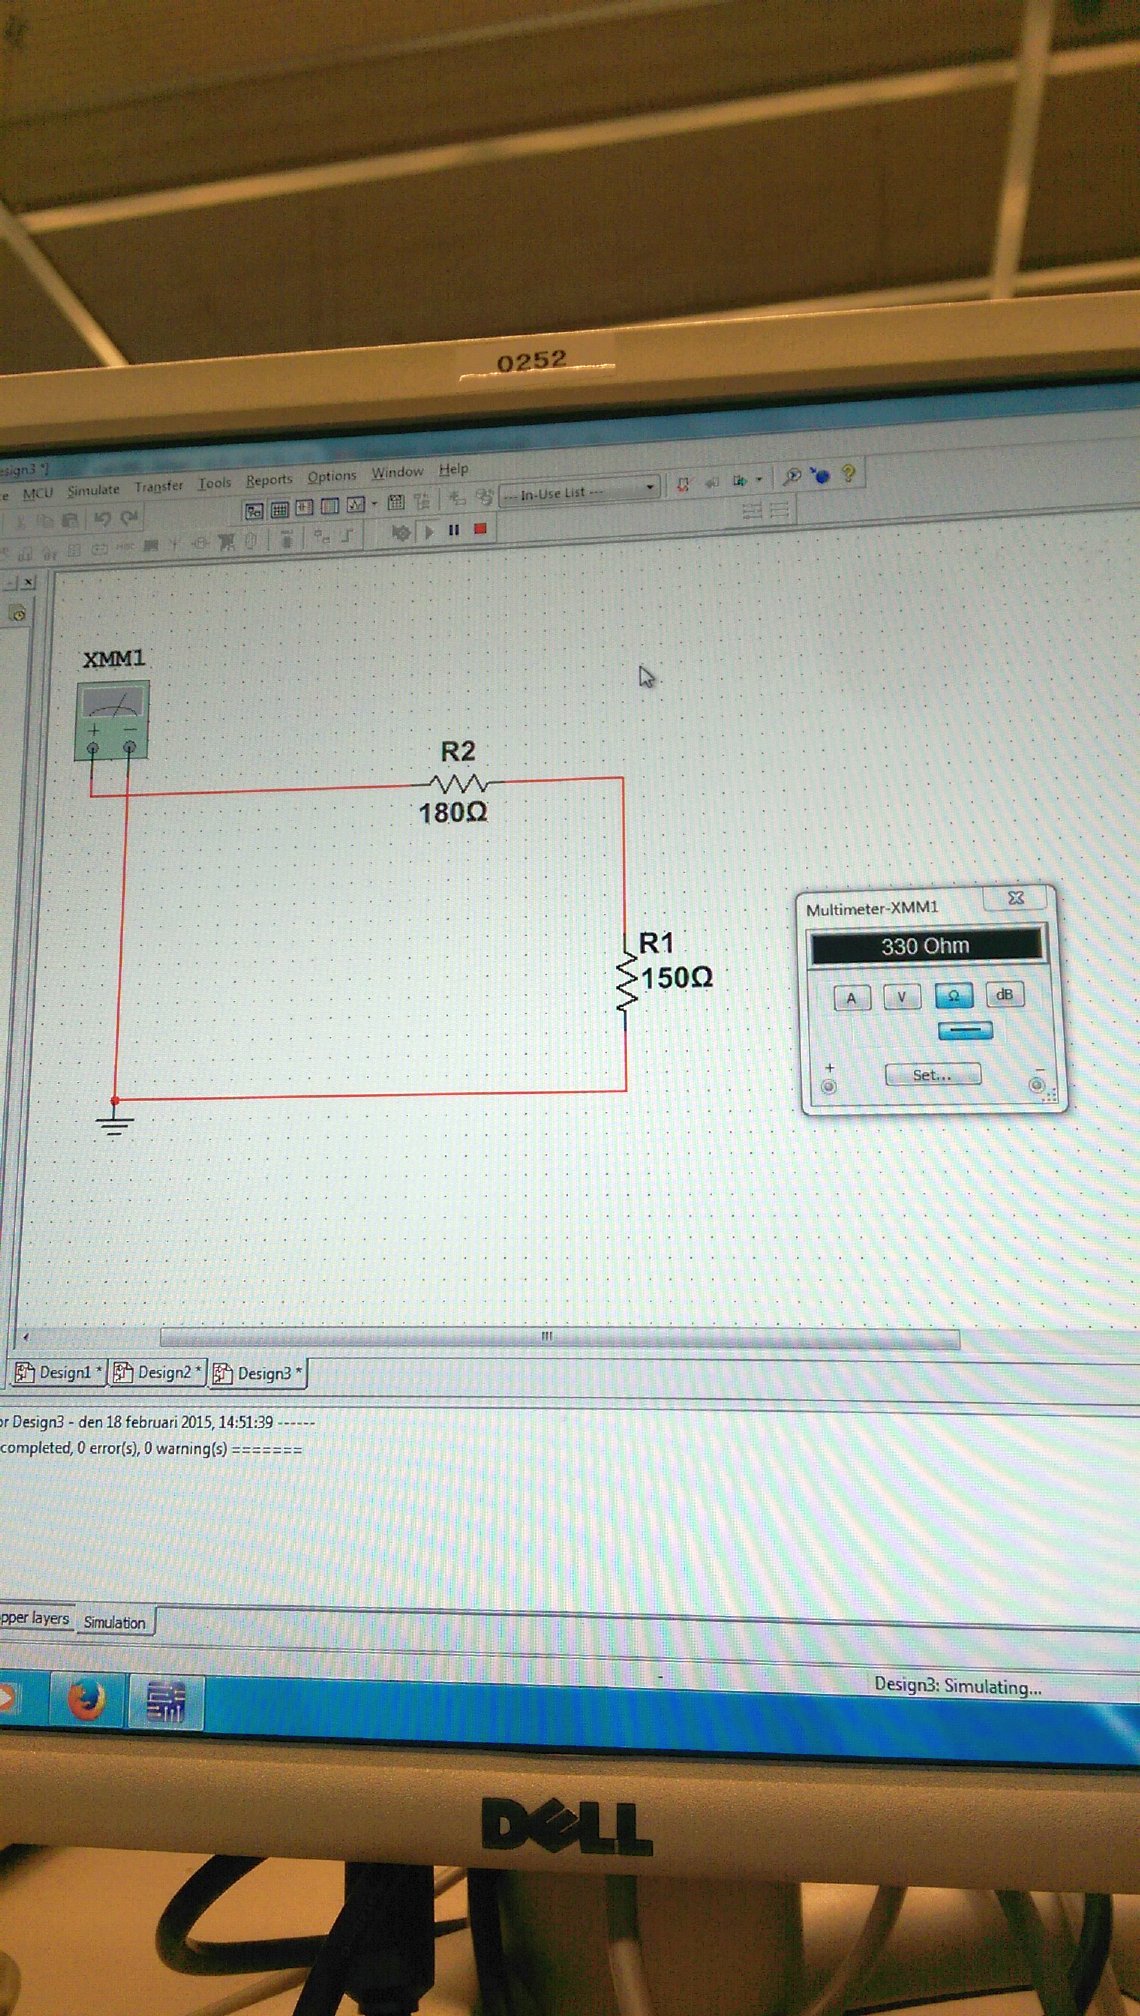 0252
esign3 *]
e MCU Simulate Transfer Tools Reports Options Window Help
--- In-Use List ---
XMM1
R2
180Ω
R1
150Ω
Multimeter-XMM1
330 Ohm
A V Ω dB
+ −
Set...
Design1 * Design2 * Design3 *
or Design3 - den 18 februari 2015, 14:51:39 ------
completed, 0 error(s), 0 warning(s) =======
pper layers Simulation
Design3: Simulating...
DELL